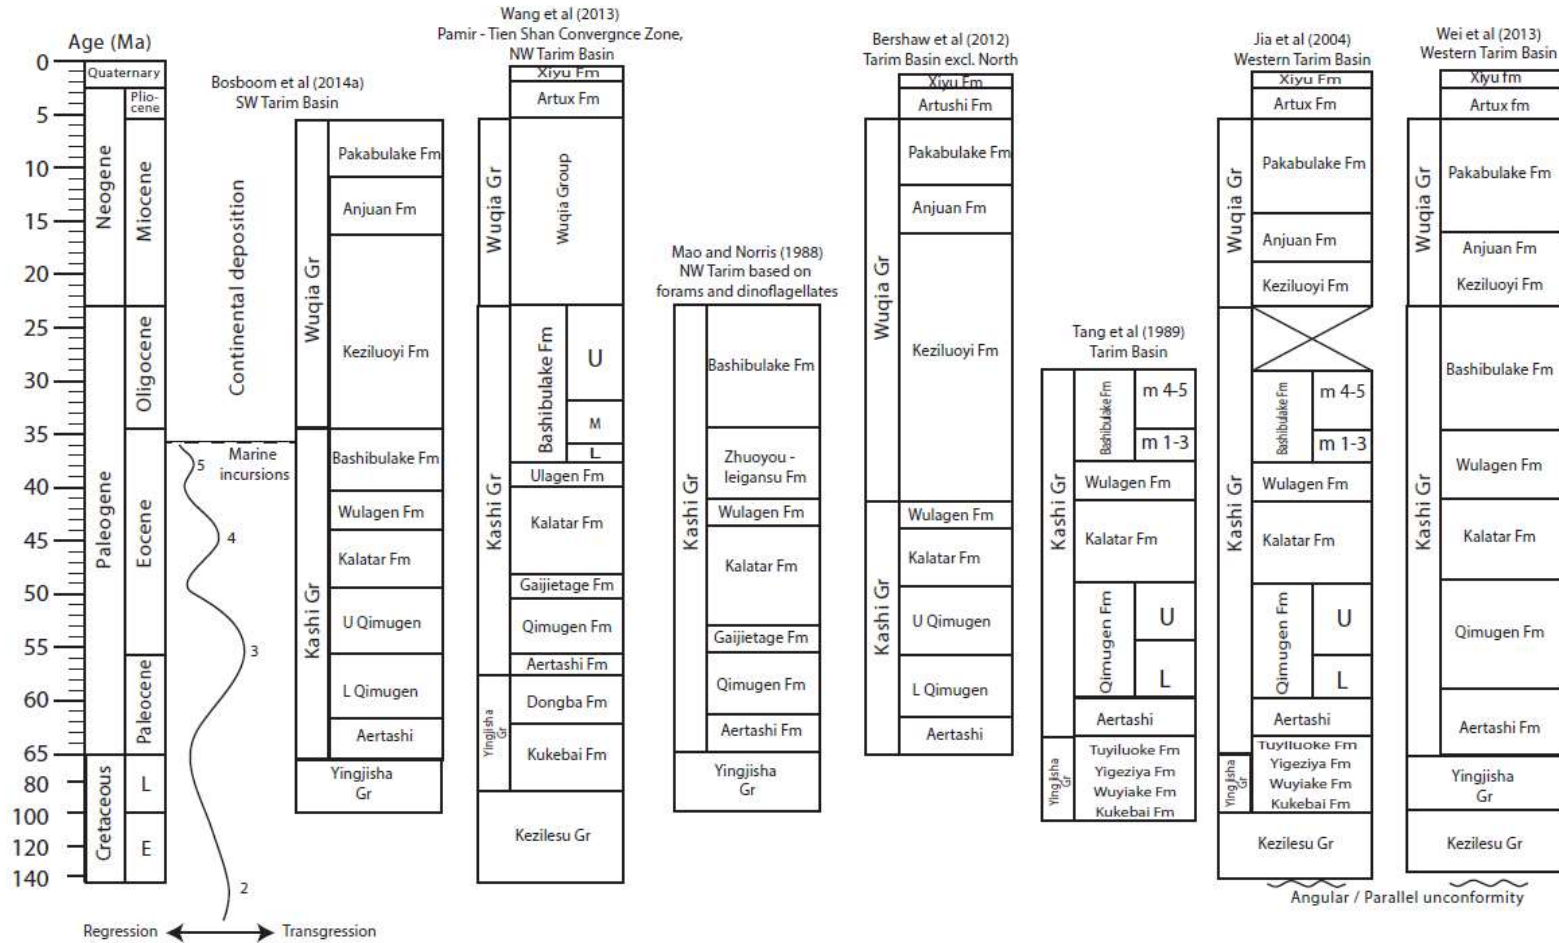 Age (Ma)
0
5
10
15
20
25
30
35
40
45
50
55
60
65
80
100
120
140
Quaternary
Neogene
Plio-
cene
Miocene
Paleogene
Oligocene
Eocene
Paleocene
Cretaceous
L
E
Continental deposition
Marine
incursions
5
4
3
2
Regression
Transgression
Bosboom et al (2014a)
SW Tarim Basin
Wuqia Gr
Pakabulake Fm
Anjuan Fm
Keziluoyi Fm
Kashi Gr
Bashibulake Fm
Wulagen Fm
Kalatar Fm
U Qimugen
L Qimugen
Aertashi
Yingjisha
Gr
Wang et al (2013)
Pamir - Tien Shan Convergnce Zone,
NW Tarim Basin
Xiyu Fm
Artux Fm
Wuqia Gr
Wuqia Group
Kashi Gr
Bashibulake Fm
U
M
L
Ulagen Fm
Kalatar Fm
Gaijietage Fm
Qimugen Fm
Aertashi Fm
Yingjisha
Gr
Dongba Fm
Kukebai Fm
Kezilesu Gr
Mao and Norris (1988)
NW Tarim based on
forams and dinoflagellates
Kashi Gr
Bashibulake Fm
Zhuoyou -
leigansu Fm
Wulagen Fm
Kalatar Fm
Gaijietage Fm
Qimugen Fm
Aertashi Fm
Yingjisha
Gr
Bershaw et al (2012)
Tarim Basin excl. North
Xiyu Fm
Artushi Fm
Wuqia Gr
Pakabulake Fm
Anjuan Fm
Keziluoyi Fm
Kashi Gr
Wulagen Fm
Kalatar Fm
U Qimugen
L Qimugen
Aertashi
Tang et al (1989)
Tarim Basin
Kashi Gr
Bashibulake Fm
m 4-5
m 1-3
Wulagen Fm
Kalatar Fm
Qimugen Fm
U
L
Aertashi
Yingjisha
Gr
Tuyiluoke Fm
Yigeziya Fm
Wuyiake Fm
Kukebai Fm
Jia et al (2004)
Western Tarim Basin
Xiyu Fm
Artux Fm
Wuqia Gr
Pakabulake Fm
Anjuan Fm
Keziluoyi Fm
Kashi Gr
Bashibulake Fm
m 4-5
m 1-3
Wulagen Fm
Kalatar Fm
Qimugen Fm
U
L
Aertashi
Yingjisha
Gr
Tuyiluoke Fm
Yigeziya Fm
Wuyiake Fm
Kukebai Fm
Kezilesu Gr
Wei et al (2013)
Western Tarim Basin
Xiyu fm
Artux fm
Wuqia Gr
Pakabulake Fm
Anjuan Fm
Keziluoyi Fm
Kashi Gr
Bashibulake Fm
Wulagen Fm
Kalatar Fm
Qimugen Fm
Aertashi Fm
Yingjisha
Gr
Kezilesu Gr
Angular / Parallel unconformity